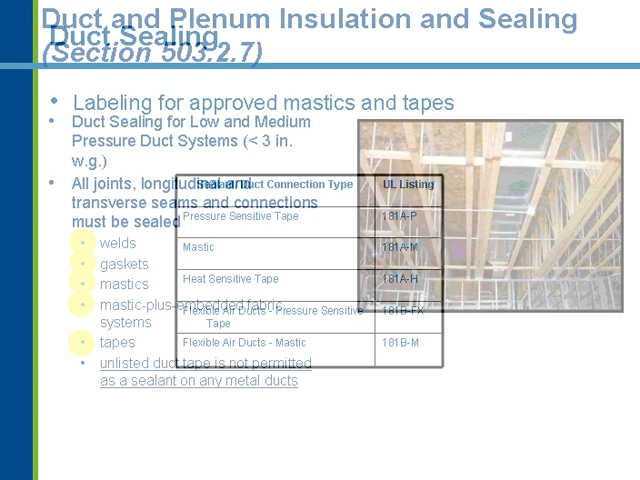 Duct and Plenum Insulation and Sealing
Duct Sealing
(Section 503.2.7)
• Labeling for approved mastics and tapes
• Duct Sealing for Low and Medium
Pressure Duct Systems (< 3 in.
w.g.)
• All joints, longitudinal and
transverse seams and connections
must be sealed
• welds
• gaskets
• mastics
• mastic-plus-embedded fabric
systems
• tapes
• unlisted duct tape is not permitted
as a sealant on any metal ducts
Duct Connection Type UL Listing
Pressure Sensitive Tape 181A-P
Mastic 181A-M
Heat Sensitive Tape 181A-H
Flexible Air Ducts - Pressure Sensitive 181B-FX
Tape
Flexible Air Ducts - Mastic 181B-M